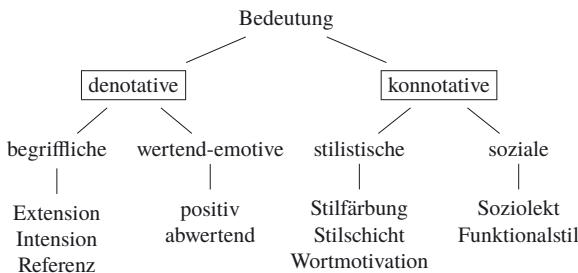 Bedeutung
denotative konnotative
begriffliche wertend-emotive stilistische soziale
Extension positiv Stilfärbung Soziolekt
Intension abwertend Stilschicht Funktionalstil
Referenz Wortmotivation